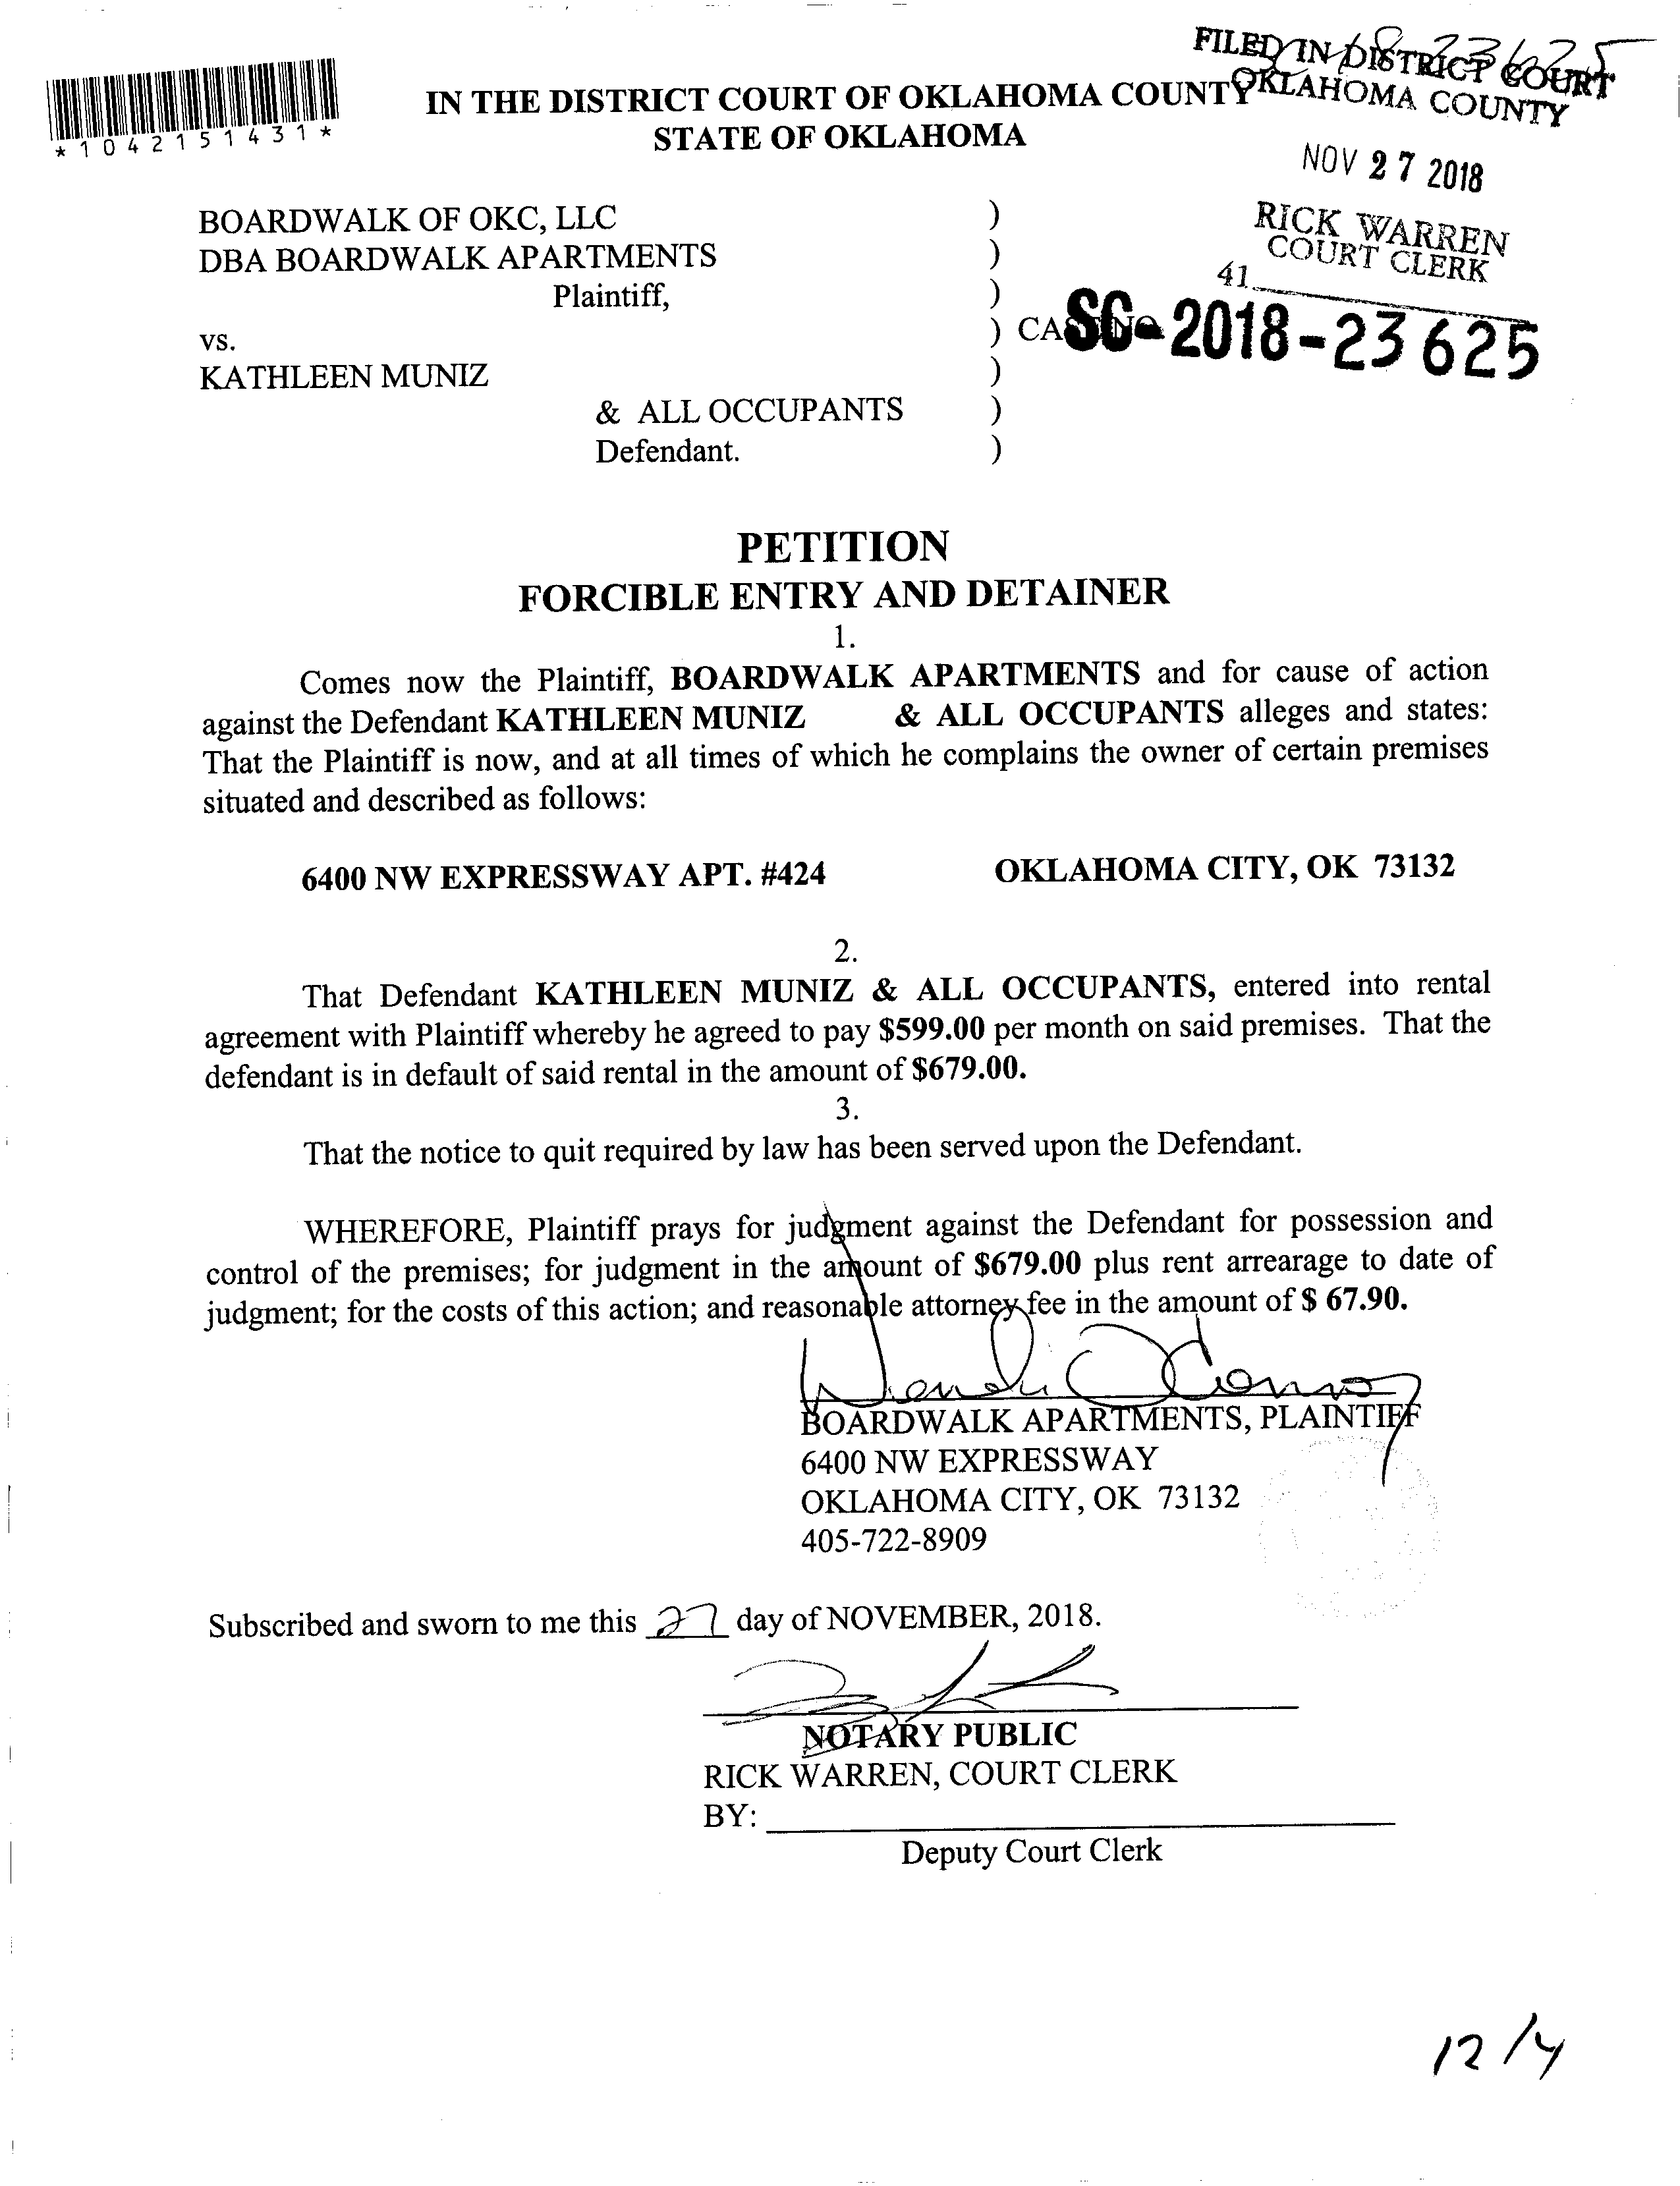 *1042151431*
IN THE DISTRICT COURT OF OKLAHOMA COUNTY
STATE OF OKLAHOMA
18-23625
FILED IN DISTRICT COURT
OKLAHOMA COUNTY
NOV 27 2018
RICK WARREN
COURT CLERK
41
BOARDWALK OF OKC, LLC )
DBA BOARDWALK APARTMENTS )
Plaintiff, )
vs. ) CASE NO. SC-2018-23625
KATHLEEN MUNIZ )
& ALL OCCUPANTS )
Defendant. )
PETITION
FORCIBLE ENTRY AND DETAINER
1.
Comes now the Plaintiff, BOARDWALK APARTMENTS and for cause of action
against the Defendant KATHLEEN MUNIZ & ALL OCCUPANTS alleges and states:
That the Plaintiff is now, and at all times of which he complains the owner of certain premises
situated and described as follows:
6400 NW EXPRESSWAY APT. #424 OKLAHOMA CITY, OK 73132
2.
That Defendant KATHLEEN MUNIZ & ALL OCCUPANTS, entered into rental
agreement with Plaintiff whereby he agreed to pay $599.00 per month on said premises. That the
defendant is in default of said rental in the amount of $679.00.
3.
That the notice to quit required by law has been served upon the Defendant.
WHEREFORE, Plaintiff prays for judgment against the Defendant for possession and
control of the premises; for judgment in the amount of $679.00 plus rent arrearage to date of
judgment; for the costs of this action; and reasonable attorney fee in the amount of $ 67.90.
BOARDWALK APARTMENTS, PLAINTIFF
6400 NW EXPRESSWAY
OKLAHOMA CITY, OK 73132
405-722-8909
Subscribed and sworn to me this 27 day of NOVEMBER, 2018.
NOTARY PUBLIC
RICK WARREN, COURT CLERK
BY:
Deputy Court Clerk
12/4